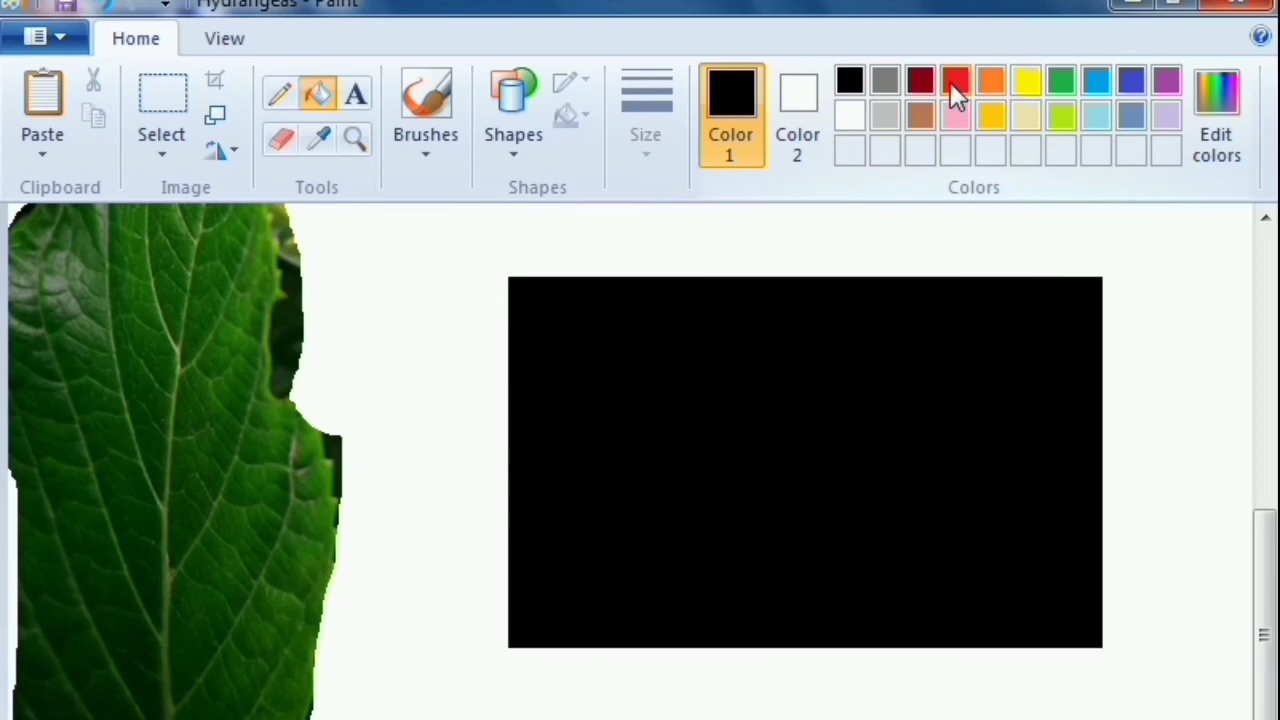 Hydrangeas - Paint
Home View
Paste
Select
A
Brushes
Shapes
Size
Color 1
Color 2
Edit colors
Clipboard
Image
Tools
Shapes
Colors